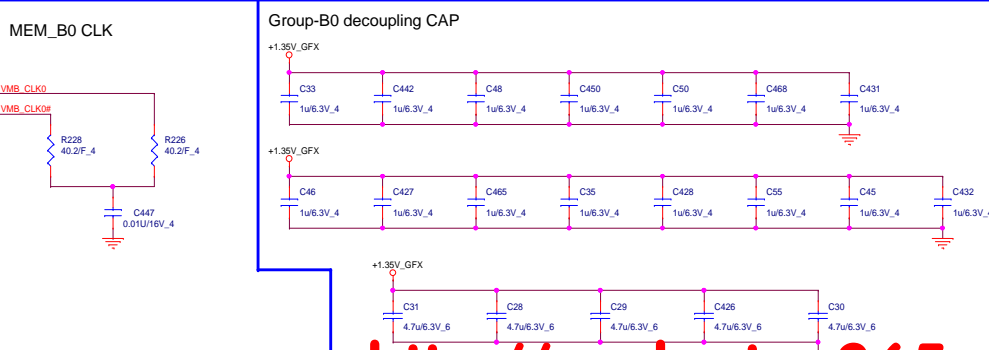 MEM_B0 CLK
VMB_CLK0
VMB_CLK0#
R228
40.2/F_4
R226
40.2/F_4
C447
0.01U/16V_4
Group-B0 decoupling CAP
+1.35V_GFX
C33
1u/6.3V_4
C442
1u/6.3V_4
C48
1u/6.3V_4
C450
1u/6.3V_4
C50
1u/6.3V_4
C468
1u/6.3V_4
C431
1u/6.3V_4
+1.35V_GFX
C46
1u/6.3V_4
C427
1u/6.3V_4
C465
1u/6.3V_4
C35
1u/6.3V_4
C428
1u/6.3V_4
C55
1u/6.3V_4
C45
1u/6.3V_4
C432
1u/6.3V_4
+1.35V_GFX
C31
4.7u/6.3V_6
C28
4.7u/6.3V_6
C29
4.7u/6.3V_6
C426
4.7u/6.3V_6
C30
4.7u/6.3V_6